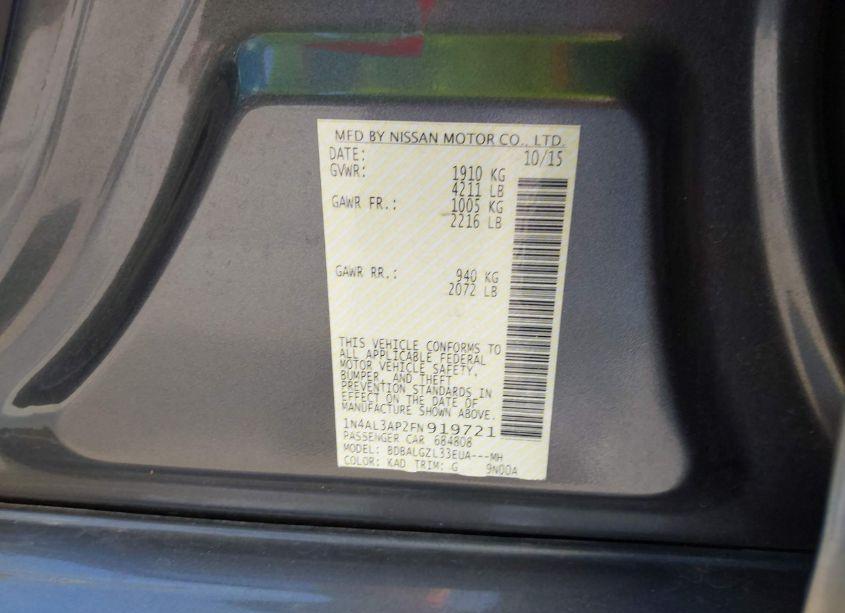 MFD BY NISSAN MOTOR CO., LTD.
DATE: 10/15
GVWR: 1910 KG
4211 LB
GAWR FR.: 1005 KG
2216 LB
GAWR RR.: 940 KG
2072 LB
THIS VEHICLE CONFORMS TO
ALL APPLICABLE FEDERAL
MOTOR VEHICLE SAFETY,
BUMPER, AND THEFT
PREVENTION STANDARDS IN
EFFECT ON THE DATE OF
MANUFACTURE SHOWN ABOVE.
1N4AL3AP2FN919721
PASSENGER CAR 684808
MODEL: BDBALGZL33EUA---MH
COLOR: KAD TRIM: G 9N00A